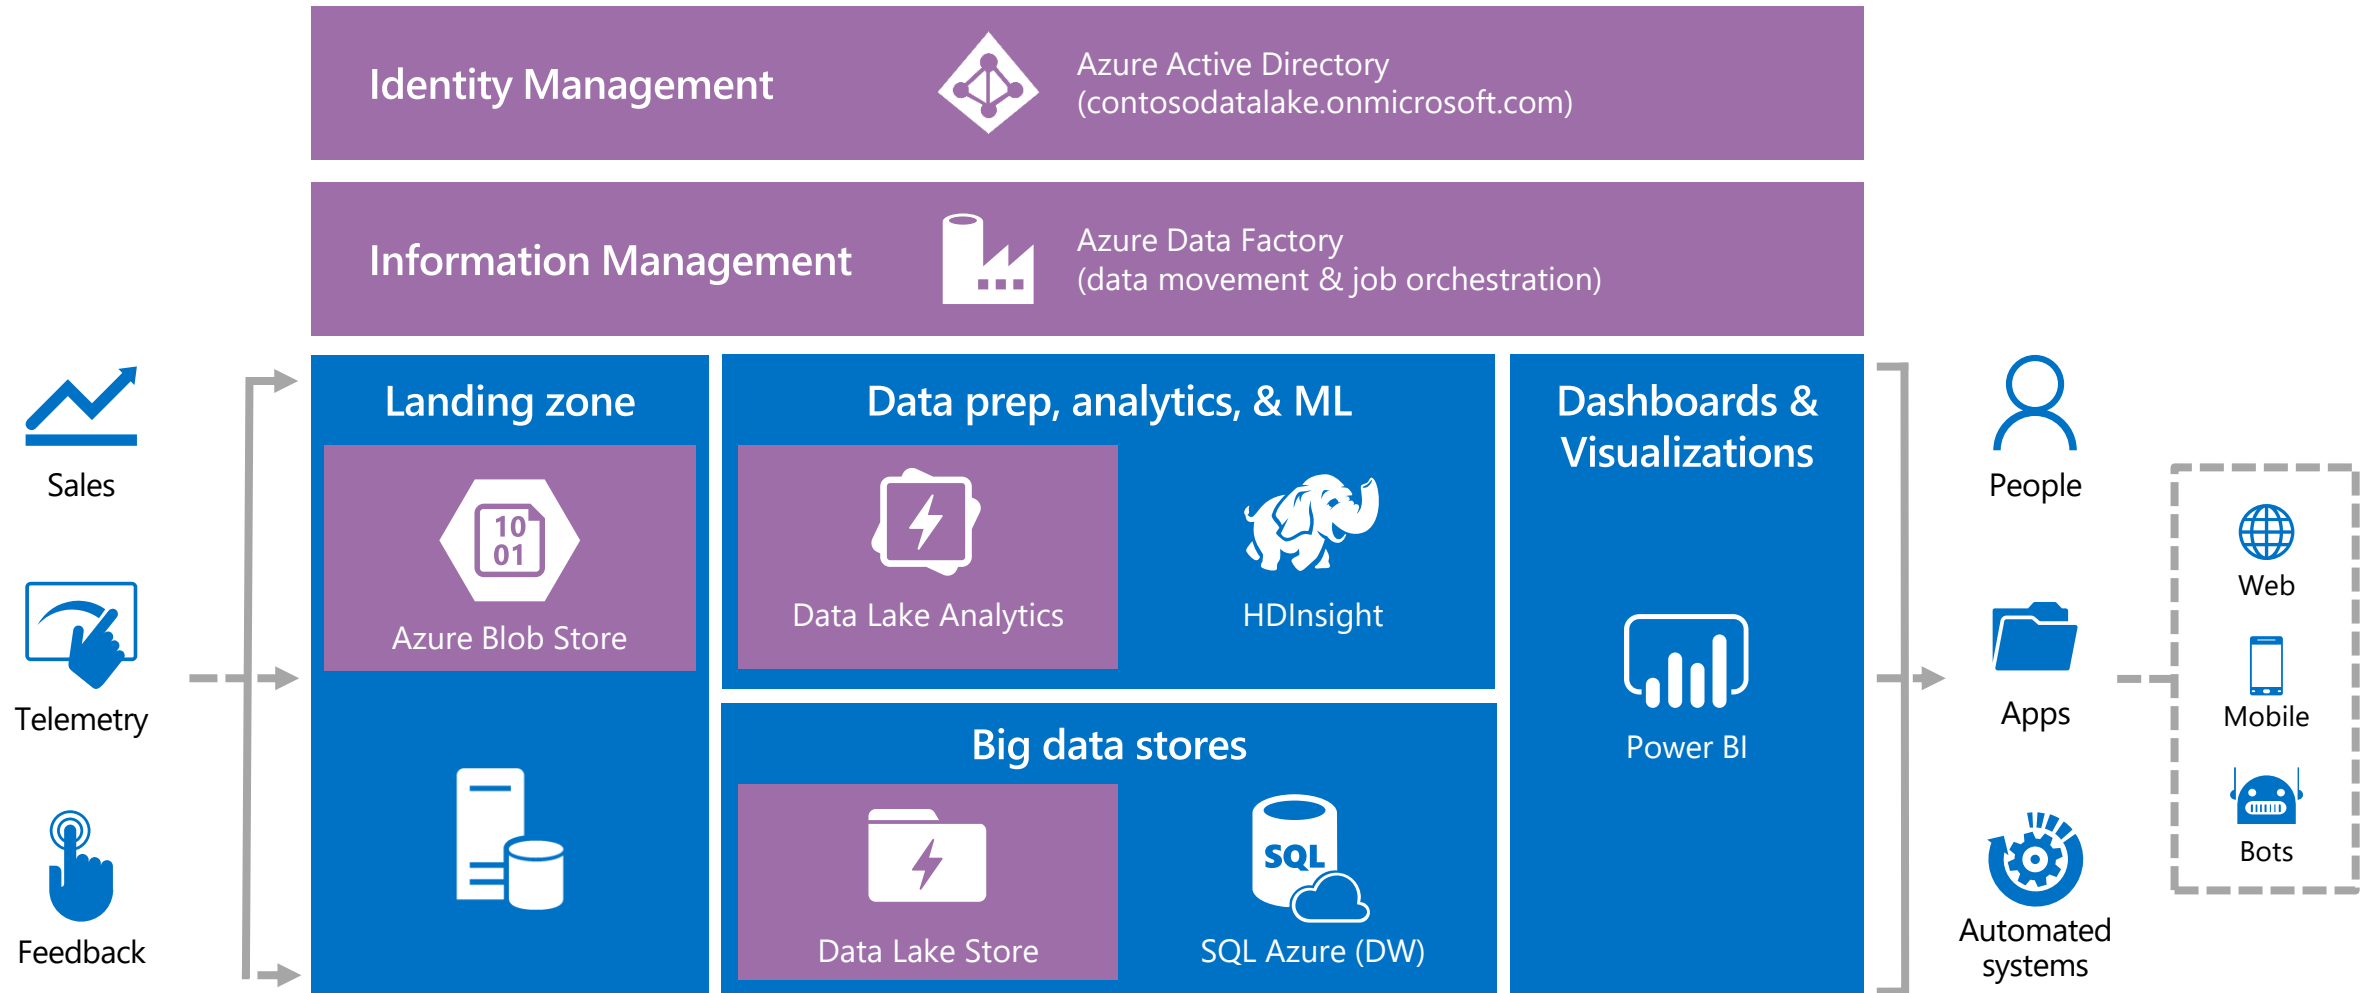 Identity Management
Azure Active Directory
(contosodatalake.onmicrosoft.com)
Information Management
Azure Data Factory
(data movement & job orchestration)
Sales
Telemetry
Feedback
Landing zone
10
01
Azure Blob Store
Data prep, analytics, & ML
Data Lake Analytics
HDInsight
Big data stores
Data Lake Store
SQL
SQL Azure (DW)
Dashboards &
Visualizations
Power BI
People
Apps
Automated
systems
Web
Mobile
Bots